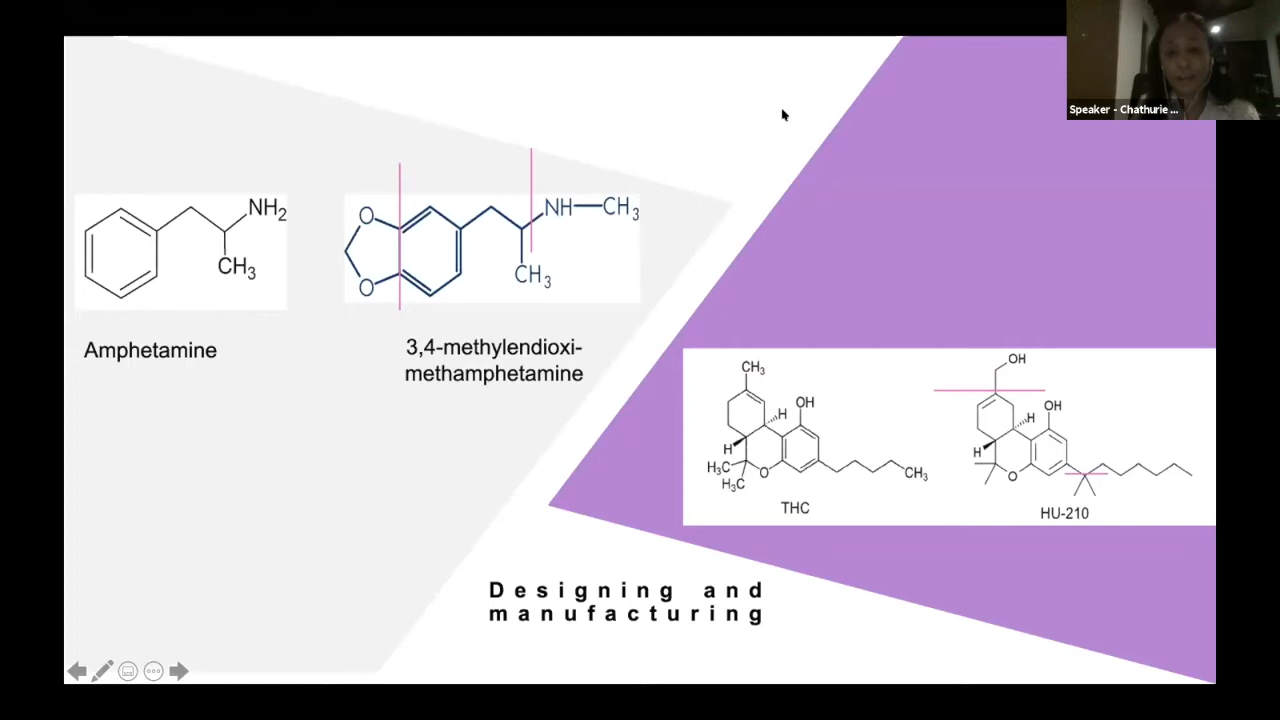 Speaker - Chathurie ...
NH2
CH3
Amphetamine
O
O
NH—CH3
CH3
3,4-methylendioxi-
methamphetamine
CH3
OH
H
H
H3C
H3C
O
CH3
THC
OH
OH
H
H
O
HU-210
Designing and
manufacturing